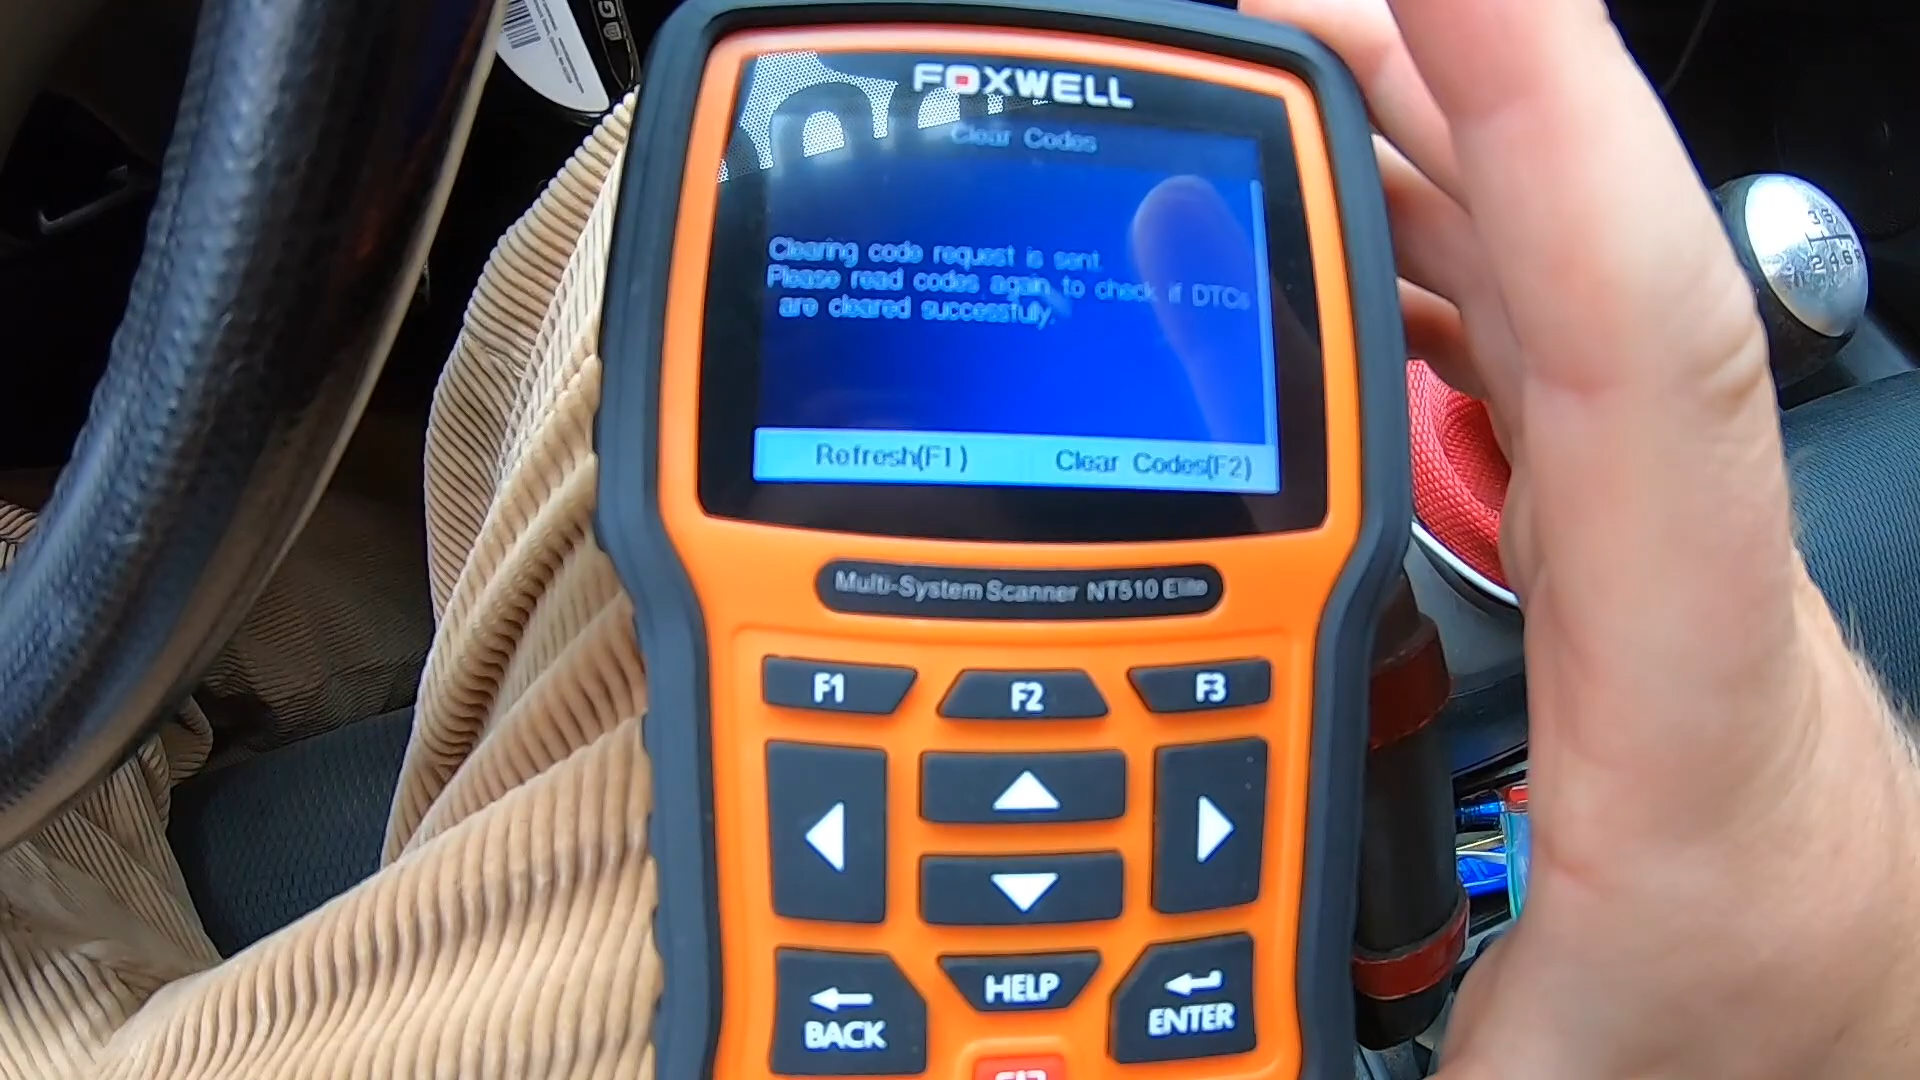 FOXWELL
Clear Codes
Clearing code request is sent.
Please read codes again to check if DTCs
are cleared successfully.
Refresh(F1) Clear Codes(F2)
Multi-System Scanner NT510 Elite
F1 F2 F3
BACK HELP ENTER